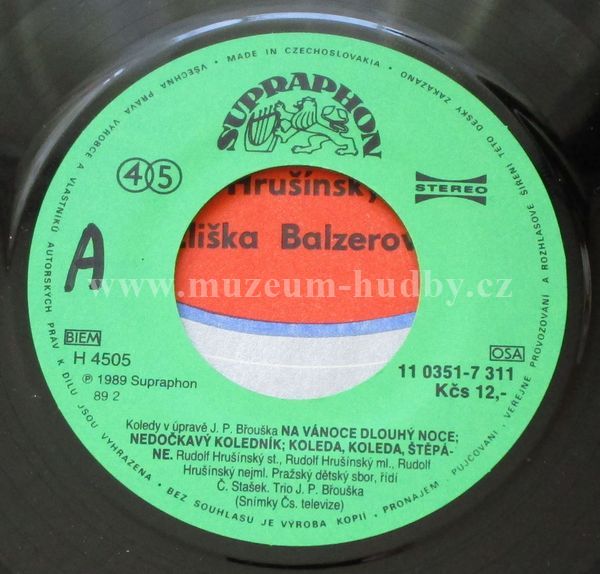 VŠECHNA PRÁVA VÝROBCE A VLASTNÍKŮ AUTORSKÝCH PRÁV K DÍLU JSOU VYHRAZENA • BEZ SOUHLASU JE VÝROBA KOPIÍ • PRONÁJEM PŮJČOVÁNÍ VEŘEJNÉ PROVOZOVÁNÍ A ROZHLASOVÉ ŠÍŘENÍ TÉTO DESKY ZAKÁZÁNO • MADE IN CZECHOSLOVAKIA •
SUPRAPHON
45
STEREO
Hrušínsky
liška Balzerov
A
www.muzeum-hudby.cz
BIEM
OSA
H 4505
11 0351-7 311
℗ 1989 Supraphon
Kčs 12,-
89 2
Koledy v úpravě J. P. Břouška NA VÁNOCE DLOUHÝ NOCE;
NEDOČKAVÝ KOLEDNÍK; KOLEDA, KOLEDA, ŠTĚPÁ-
NE. Rudolf Hrušínský st., Rudolf Hrušínský ml., Rudolf
Hrušínský nejml. Pražský dětský sbor, řídí
Č. Stašek. Trio J. P. Břouška
(Snímky Čs. televize)